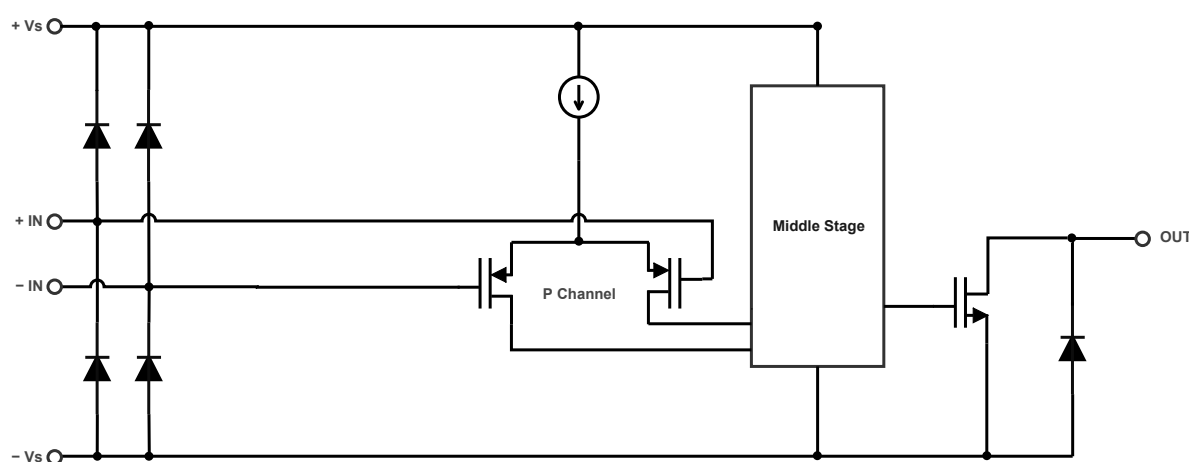 + Vs
+ IN
Middle Stage
OUT
− IN
P Channel
− Vs